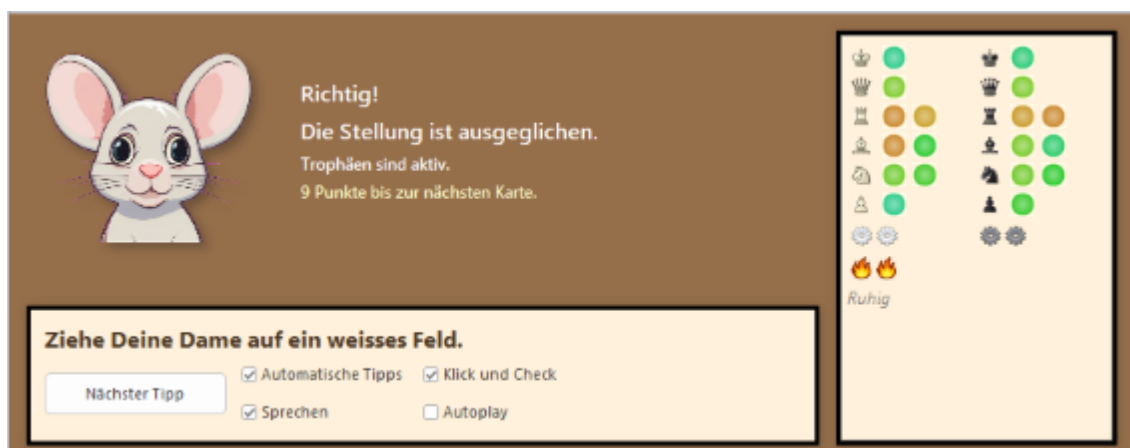 Richtig!
Die Stellung ist ausgeglichen.
Trophäen sind aktiv.
9 Punkte bis zur nächsten Karte.
Ruhig
Ziehe Deine Dame auf ein weisses Feld.
Nächster Tipp
Automatische Tipps
Klick und Check
Sprechen
Autoplay